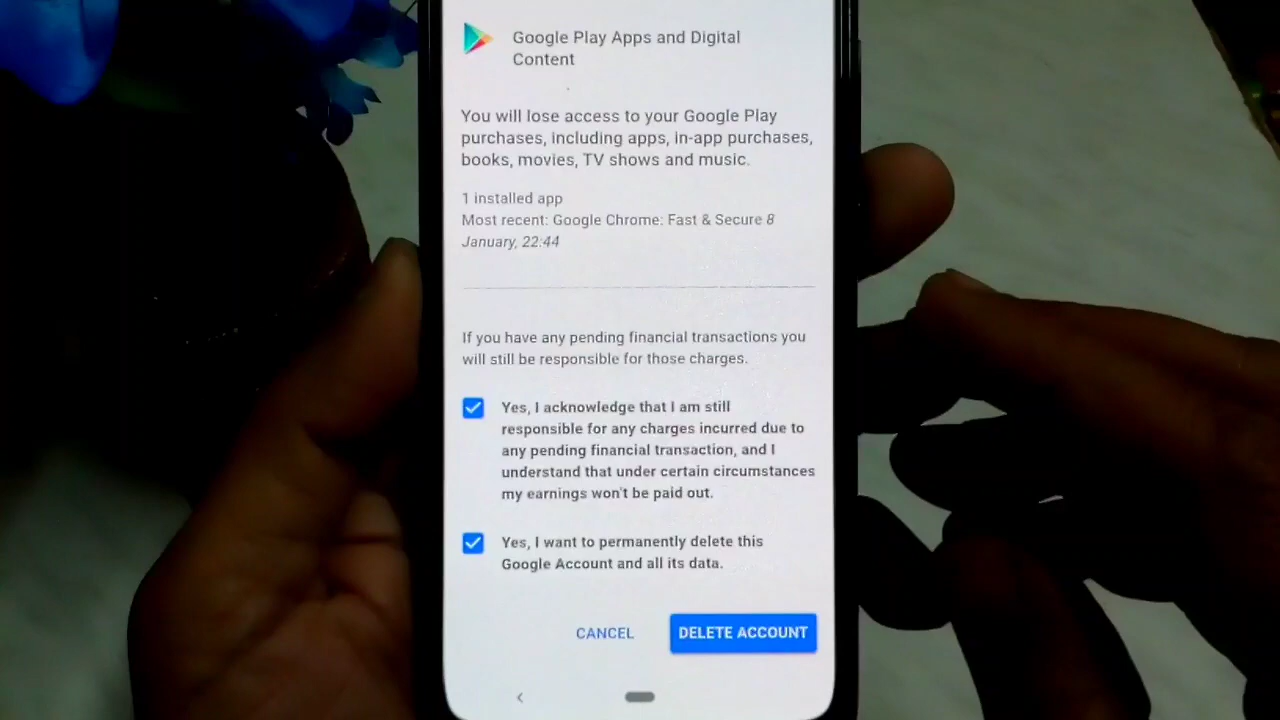 Google Play Apps and Digital
Content
You will lose access to your Google Play
purchases, including apps, in-app purchases,
books, movies, TV shows and music.
1 installed app
Most recent: Google Chrome: Fast & Secure 8
January, 22:44
If you have any pending financial transactions you
will still be responsible for those charges.
Yes, I acknowledge that I am still
responsible for any charges incurred due to
any pending financial transaction, and I
understand that under certain circumstances
my earnings won't be paid out.
Yes, I want to permanently delete this
Google Account and all its data.
CANCEL DELETE ACCOUNT